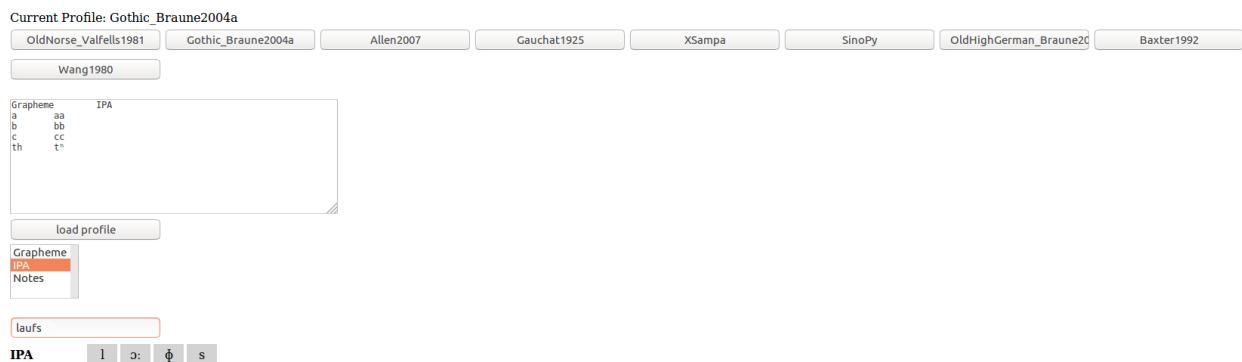 Current Profile: Gothic_Braune2004a
OldNorse_Valfells1981 Gothic_Braune2004a Allen2007 Gauchat1925 XSampa SinoPy OldHighGerman_Braune20 Baxter1992
Wang1980
Grapheme IPA
a aa
b bb
c cc
th tʰ
load profile
Grapheme
IPA
Notes
laufs
IPA l ɔː ɸ s